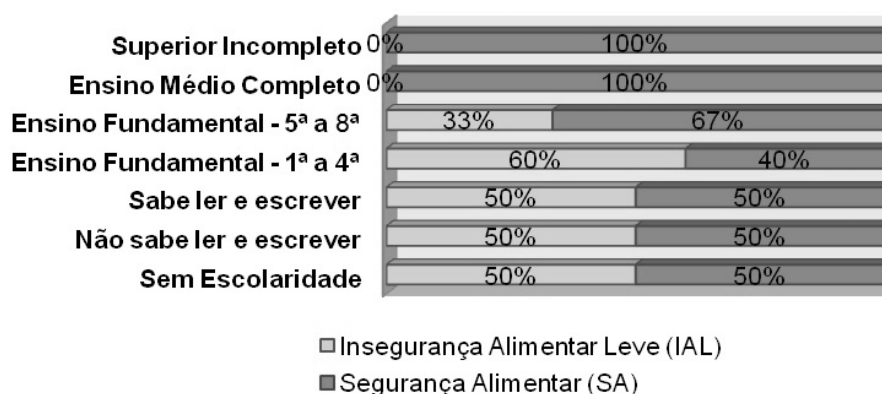 Superior Incompleto 0% 100%
Ensino Médio Completo 0% 100%
Ensino Fundamental - 5ª a 8ª 33% 67%
Ensino Fundamental - 1ª a 4ª 60% 40%
Sabe ler e escrever 50% 50%
Não sabe ler e escrever 50% 50%
Sem Escolaridade 50% 50%
Insegurança Alimentar Leve (IAL)
Segurança Alimentar (SA)